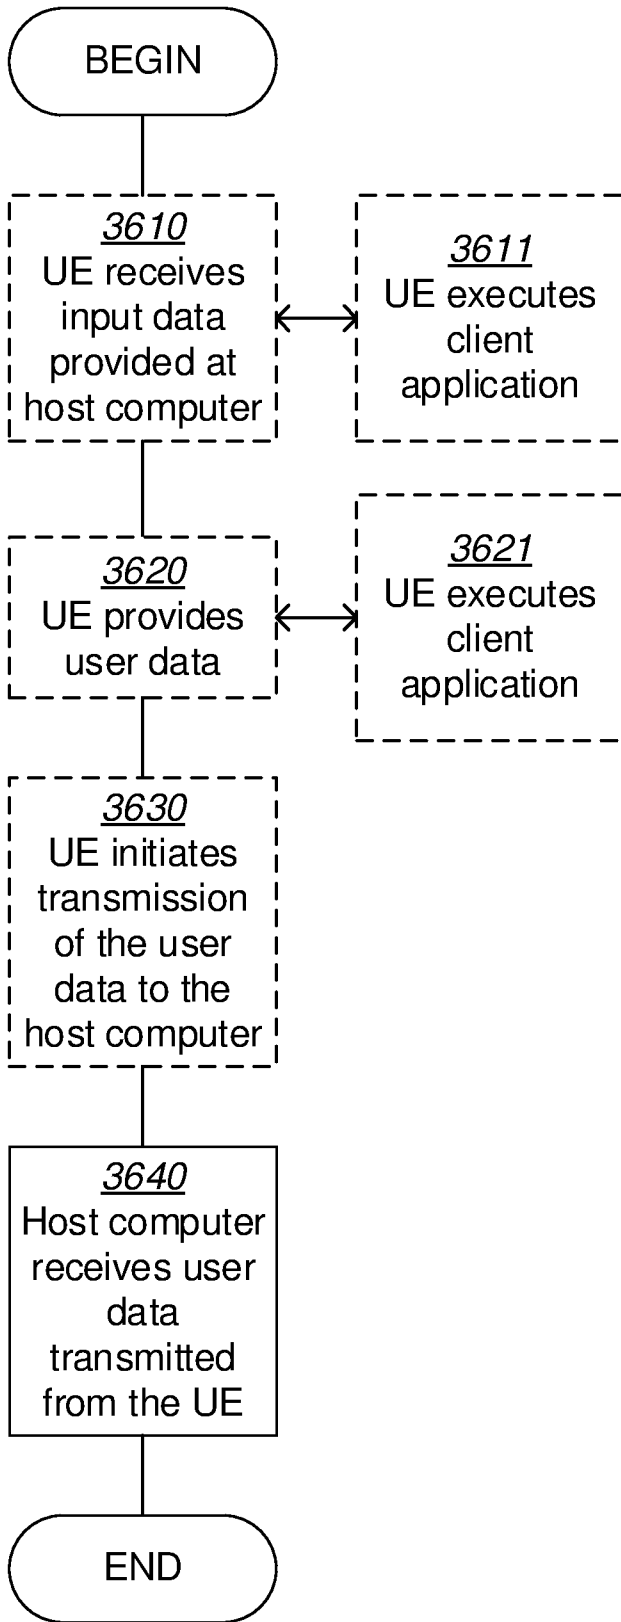 BEGIN
3610
UE receives
input data
provided at
host computer
3611
UE executes
client
application
3620
UE provides
user data
3621
UE executes
client
application
3630
UE initiates
transmission
of the user
data to the
host computer
3640
Host computer
receives user
data
transmitted
from the UE
END